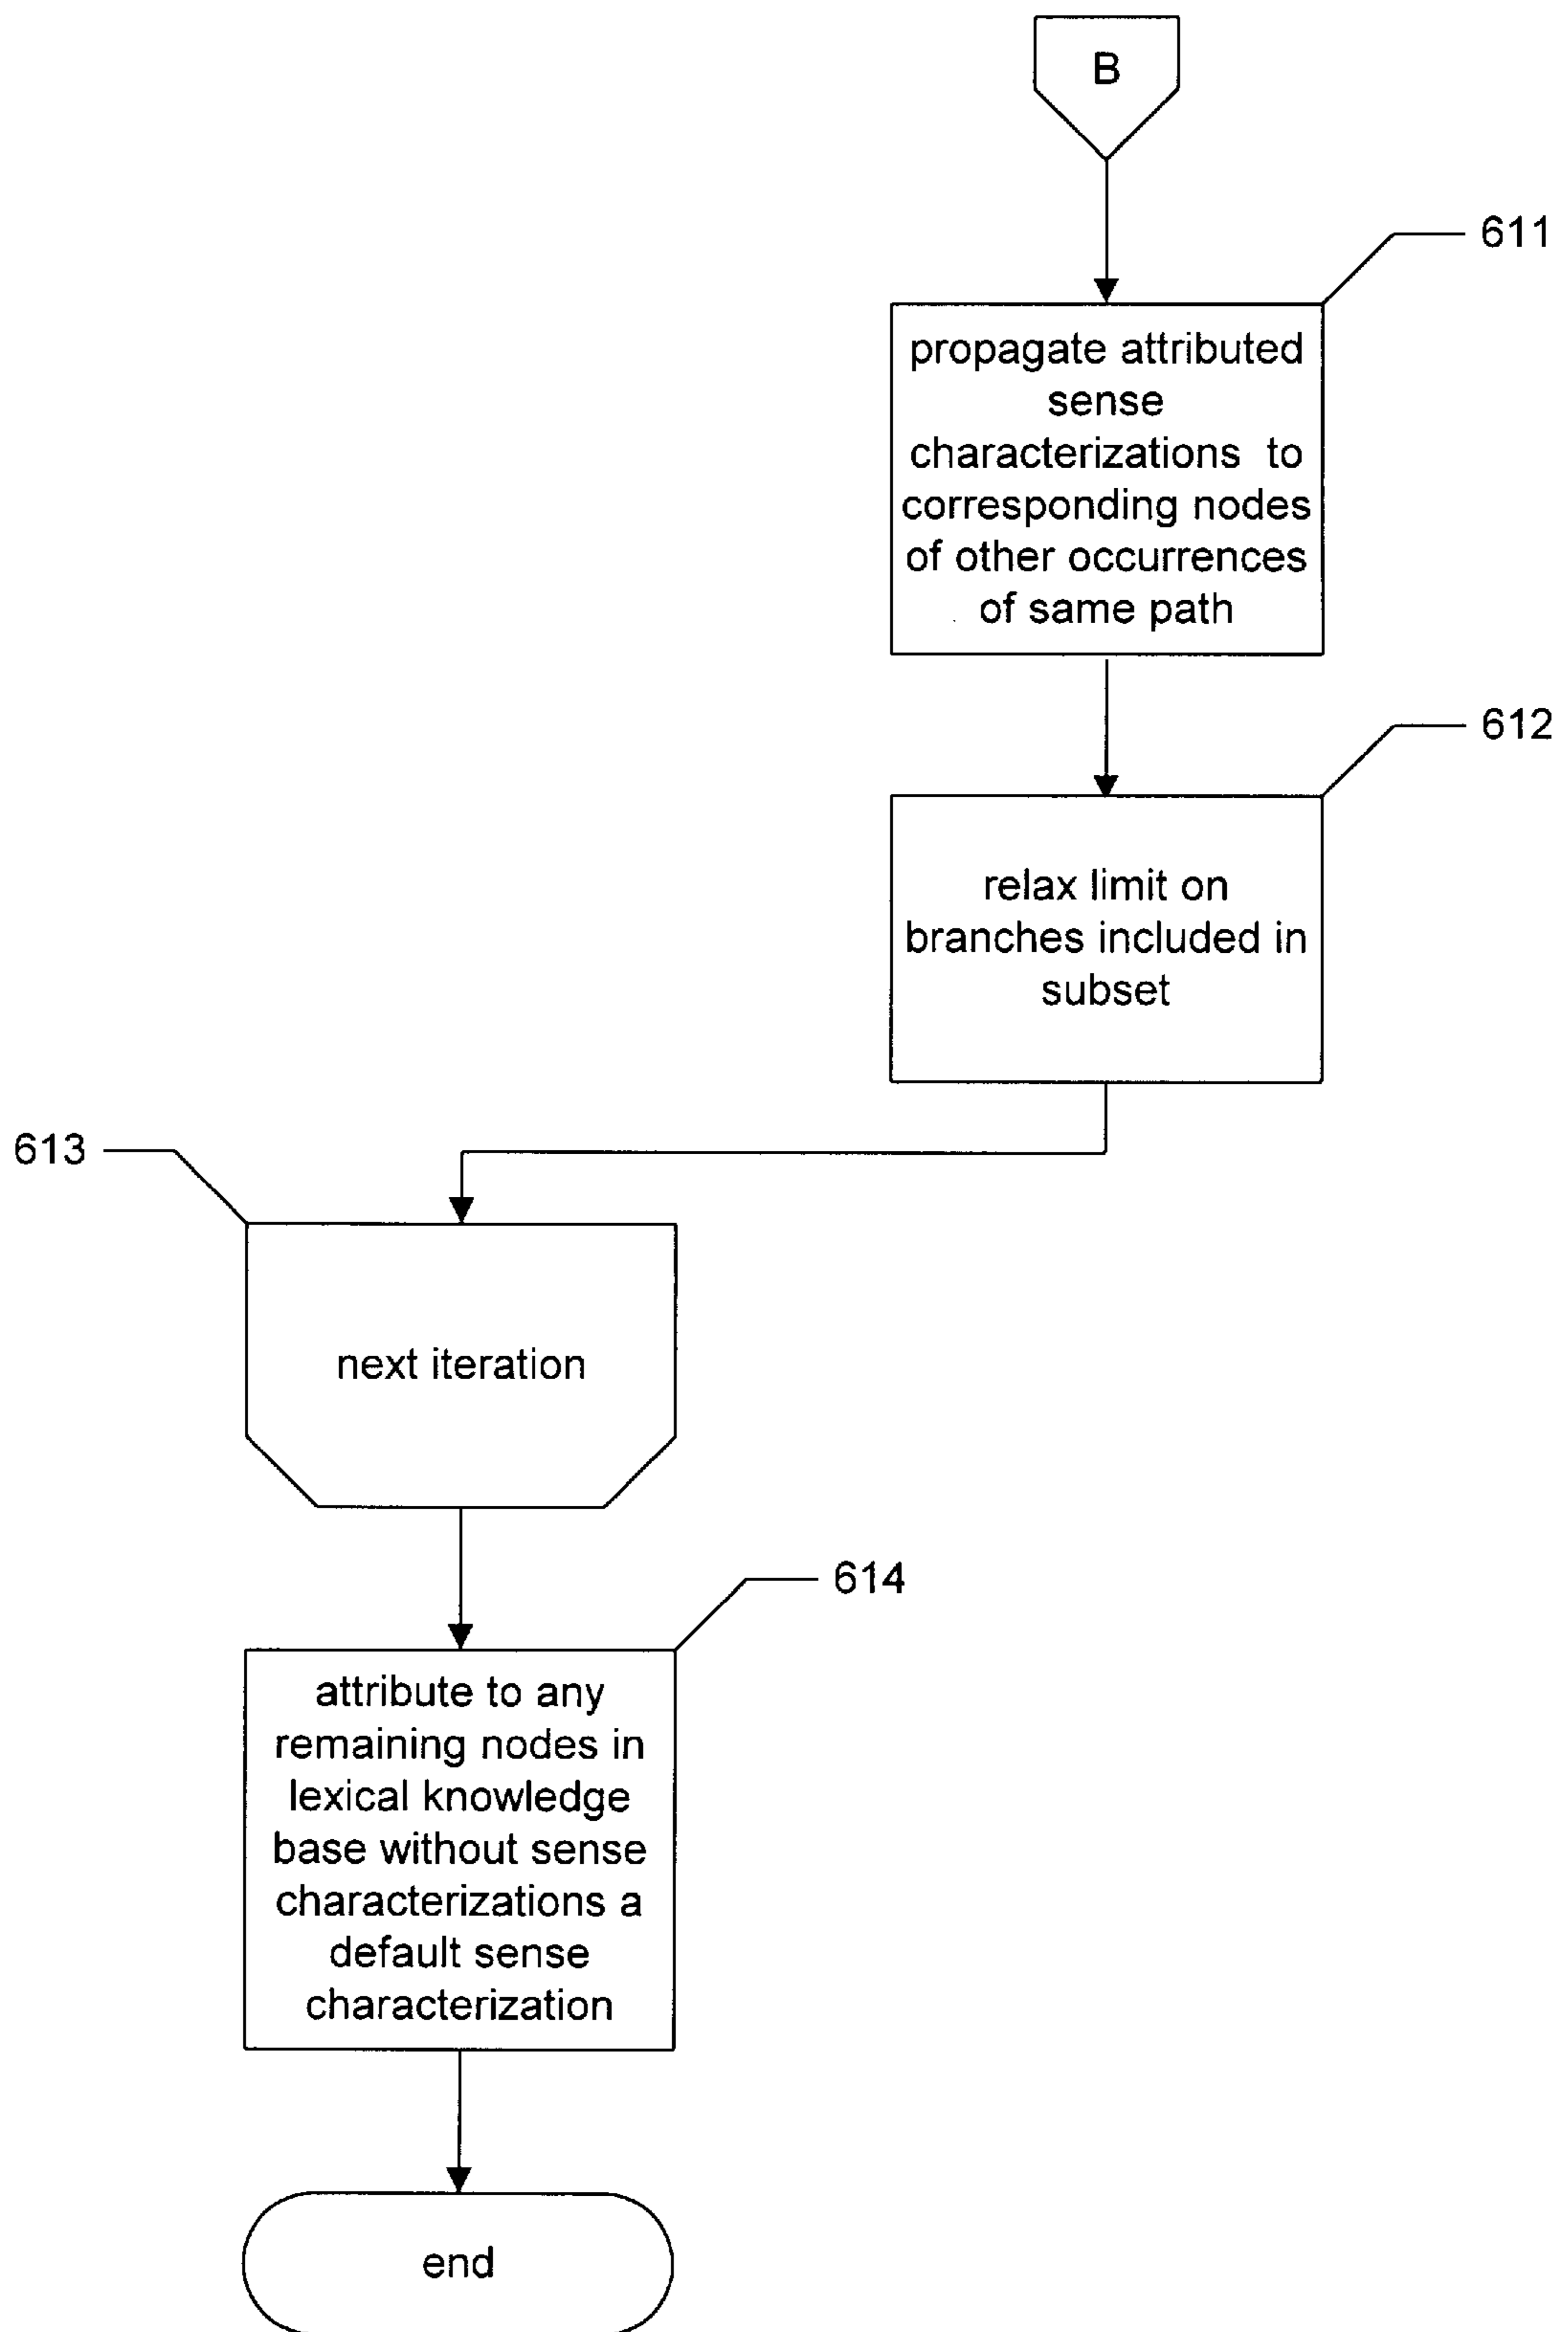 B
611
propagate attributed
sense
characterizations to
corresponding nodes
of other occurrences
of same path
612
relax limit on
branches included in
subset
613
next iteration
614
attribute to any
remaining nodes in
lexical knowledge
base without sense
characterizations a
default sense
characterization
end